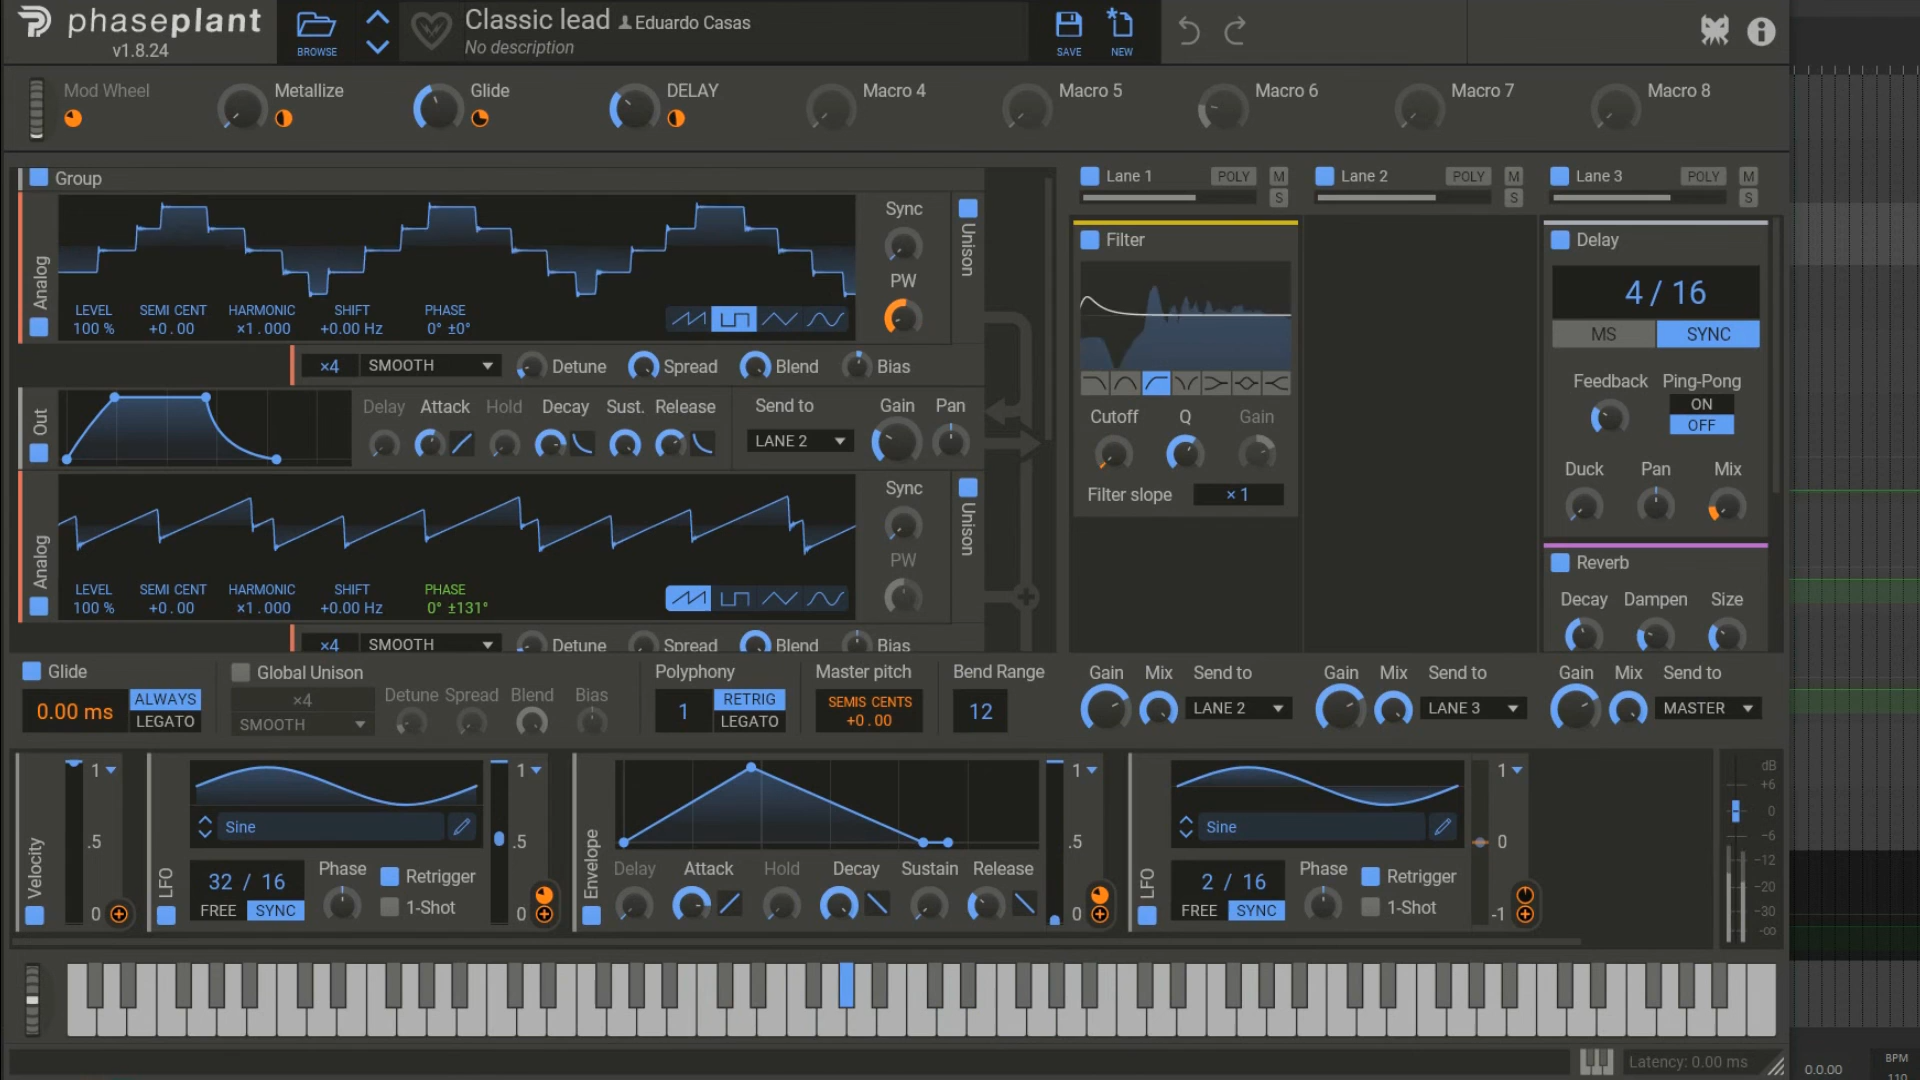 phaseplant
v1.8.24
BROWSE
Classic lead Eduardo Casas
No description
SAVE
NEW
Mod Wheel
Metallize
Glide
DELAY
Macro 4
Macro 5
Macro 6
Macro 7
Macro 8
Group
Analog
LEVEL SEMI CENT HARMONIC SHIFT PHASE
100 % +0.00 ×1.000 +0.00 Hz 0° ±0°
Sync
PW
Unison
×4 SMOOTH Detune Spread Blend Bias
Out
Delay Attack Hold Decay Sust. Release
Send to
LANE 2
Gain Pan
Analog
LEVEL SEMI CENT HARMONIC SHIFT PHASE
100 % +0.00 ×1.000 +0.00 Hz 0° ±131°
Sync
PW
Unison
×4 SMOOTH Detune Spread Blend Bias
Lane 1 POLY M
S
Lane 2 POLY M
S
Lane 3 POLY M
S
Filter
Cutoff Q Gain
Filter slope ×1
Delay
4 / 16
MS SYNC
Feedback Ping-Pong
ON
OFF
Duck Pan Mix
Reverb
Decay Dampen Size
Glide
0.00 ms ALWAYS
LEGATO
Global Unison
×4
SMOOTH
Detune Spread Blend Bias
Polyphony
1 RETRIG
LEGATO
Master pitch
SEMIS CENTS
+0.00
Bend Range
12
Gain Mix Send to
LANE 2
Gain Mix Send to
LANE 3
Gain Mix Send to
MASTER
Velocity
1
.5
0
LFO
Sine
32 / 16
FREE SYNC
Phase
Retrigger
1-Shot
1
.5
0
Envelope
Delay Attack Hold Decay Sustain Release
1
.5
0
LFO
Sine
2 / 16
FREE SYNC
Phase
Retrigger
1-Shot
1
0
-1
dB
+6
0
-6
-12
-20
-30
-∞
Latency: 0.00 ms
0.0.00
BPM
110